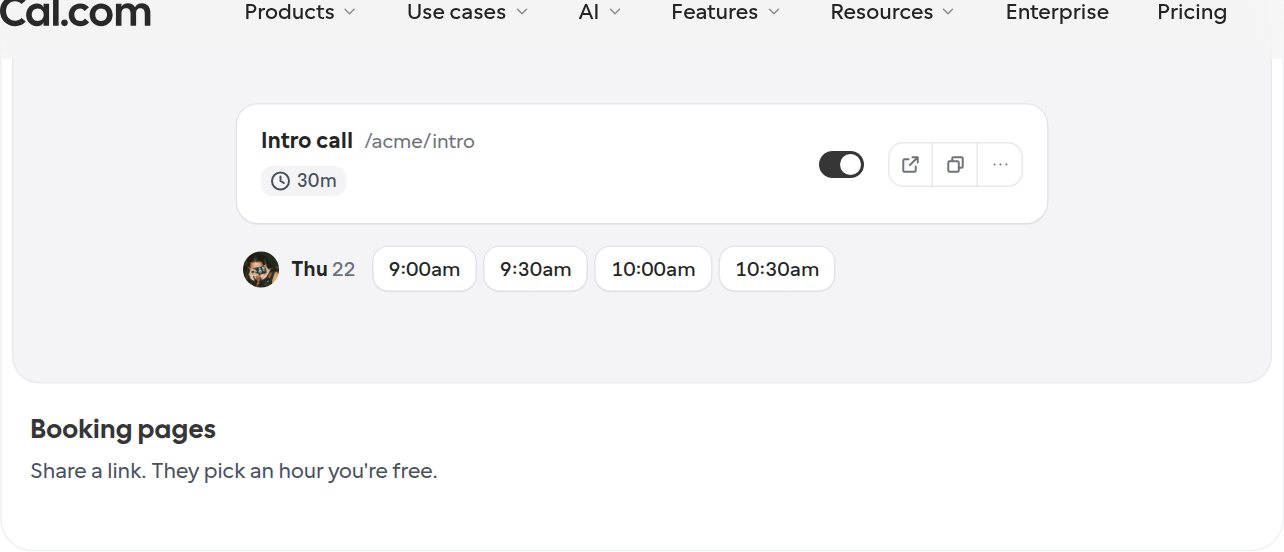 Cal.com Products Use cases AI Features Resources Enterprise Pricing
Intro call /acme/intro
30m
Thu 22 9:00am 9:30am 10:00am 10:30am
Booking pages
Share a link. They pick an hour you're free.